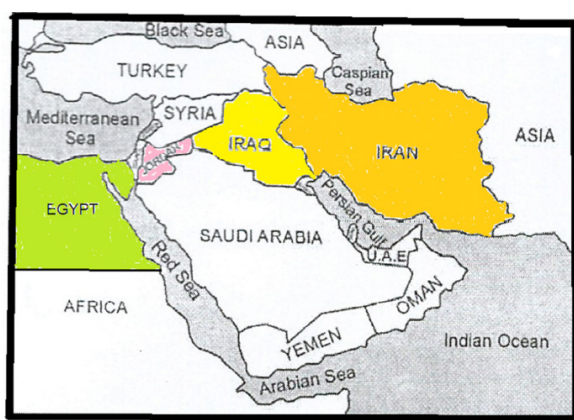 Black Sea
ASIA
TURKEY
Caspian
Sea
Mediterranean
Sea
SYRIA
IRAQ
IRAN
ASIA
JORDAN
EGYPT
Persian Gulf
SAUDI ARABIA
U.A.E
Red Sea
AFRICA
OMAN
YEMEN
Indian Ocean
Arabian Sea